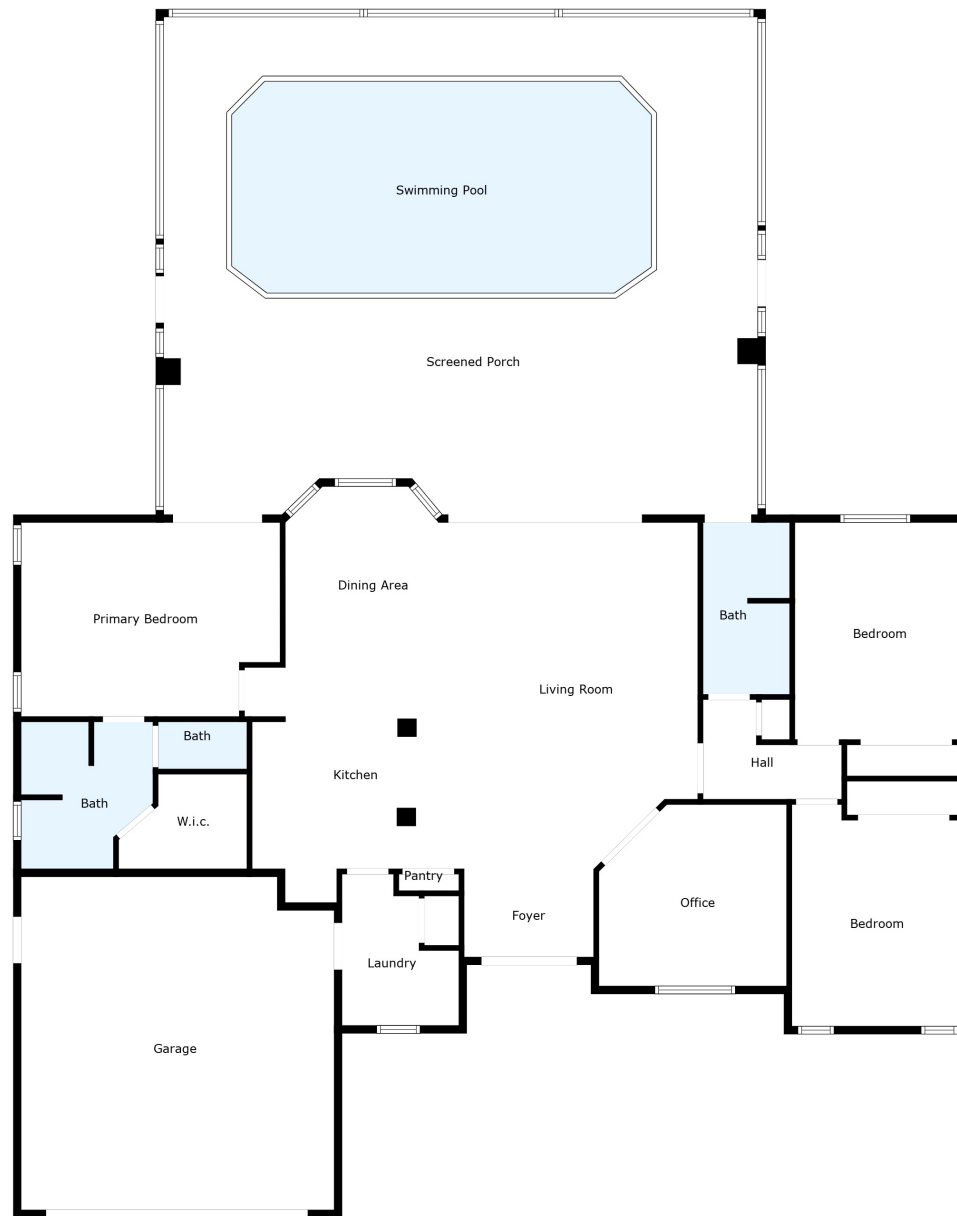 Swimming Pool
Screened Porch
Dining Area
Primary Bedroom
Bath
Bedroom
Living Room
Bath
Kitchen
Hall
Bath
W.i.c.
Pantry
Office
Foyer
Bedroom
Laundry
Garage